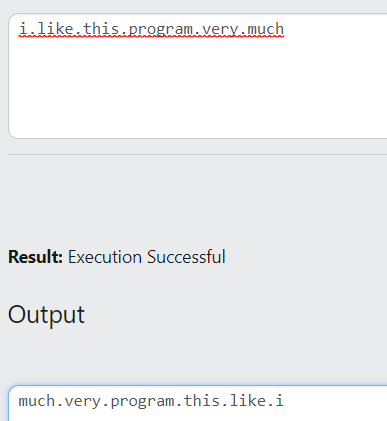 i.like.this.program.very.much
Result: Execution Successful
Output
much.very.program.this.like.i